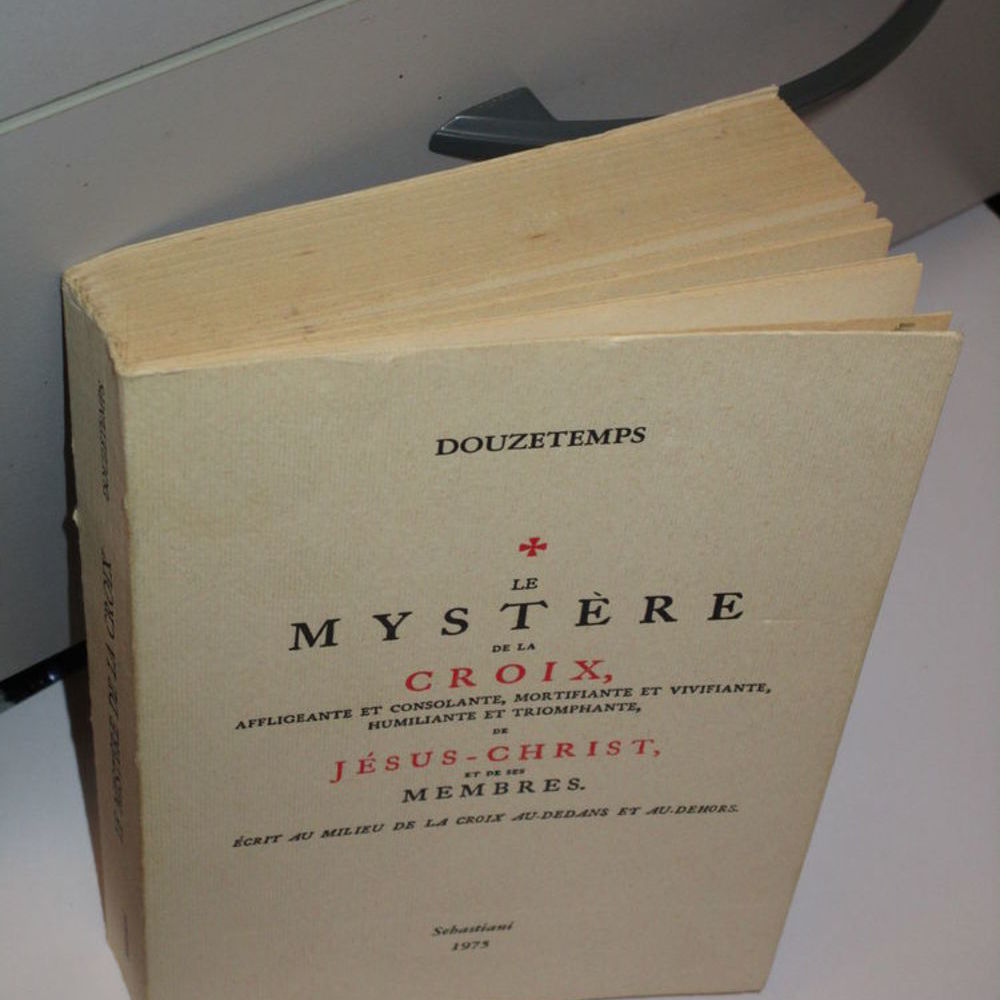 DOUZETEMPS
LE
MYSTÈRE
DE LA
CROIX,
AFFLIGEANTE ET CONSOLANTE, MORTIFIANTE ET VIVIFIANTE,
HUMILIANTE ET TRIOMPHANTE,
DE
JÉSUS-CHRIST,
ET DE SES
MEMBRES.
ÉCRIT AU MILIEU DE LA CROIX AU-DEDANS ET AU-DEHORS.
Sebastiani
1975
DOUZETEMPS
LE MYSTÈRE DE LA CROIX